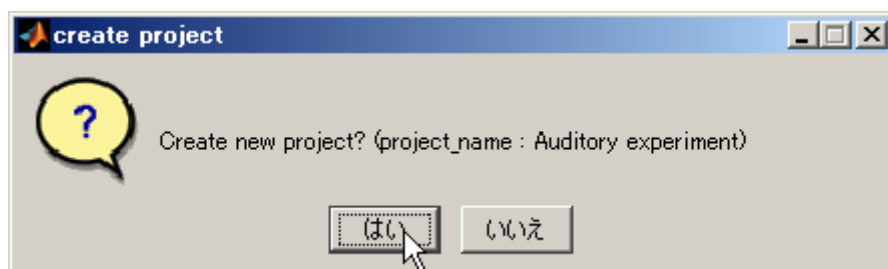 create project
Create new project? (project_name : Auditory experiment)
はい いいえ